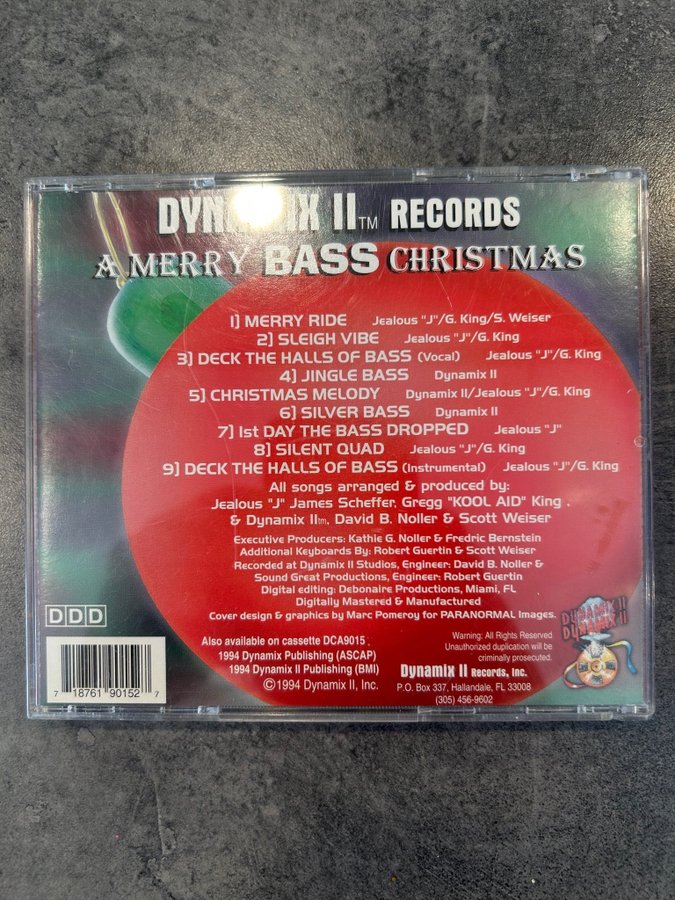 DYNAMIX II TM RECORDS
A MERRY BASS CHRISTMAS
1] MERRY RIDE Jealous "J"/G. King/S. Weiser
2] SLEIGH VIBE Jealous "J"/G. King
3] DECK THE HALLS OF BASS (Vocal) Jealous "J"/G. King
4] JINGLE BASS Dynamix II
5] CHRISTMAS MELODY Dynamix II/Jealous "J"/G. King
6] SILVER BASS Dynamix II
7] 1st DAY THE BASS DROPPED Jealous "J"
8] SILENT QUAD Jealous "J"/G. King
9] DECK THE HALLS OF BASS (Instrumental) Jealous "J"/G. King
All songs arranged & produced by:
Jealous "J" James Scheffer, Gregg "KOOL AID" King .
& Dynamix II tm, David B. Noller & Scott Weiser
Executive Producers: Kathie G. Noller & Fredric Bernstein
Additional Keyboards By: Robert Guertin & Scott Weiser
Recorded at Dynamix II Studios, Engineer: David B. Noller &
Sound Great Productions, Engineer: Robert Guertin
Digital editing: Debonaire Productions, Miami, FL
Digitally Mastered & Manufactured
Cover design & graphics by Marc Pomeroy for PARANORMAL Images.
DDD
Also available on cassette DCA9015
1994 Dynamix Publishing (ASCAP)
1994 Dynamix II Publishing (BMI)
©1994 Dynamix II, Inc.
Warning: All Rights Reserved
Unauthorized duplication will be
criminally prosecuted.
Dynamix II Records, Inc.
P.O. Box 337, Hallandale, FL 33008
(305) 456-9602
DYNAMIX II
DYNAMIX II
7 18761 90152 7